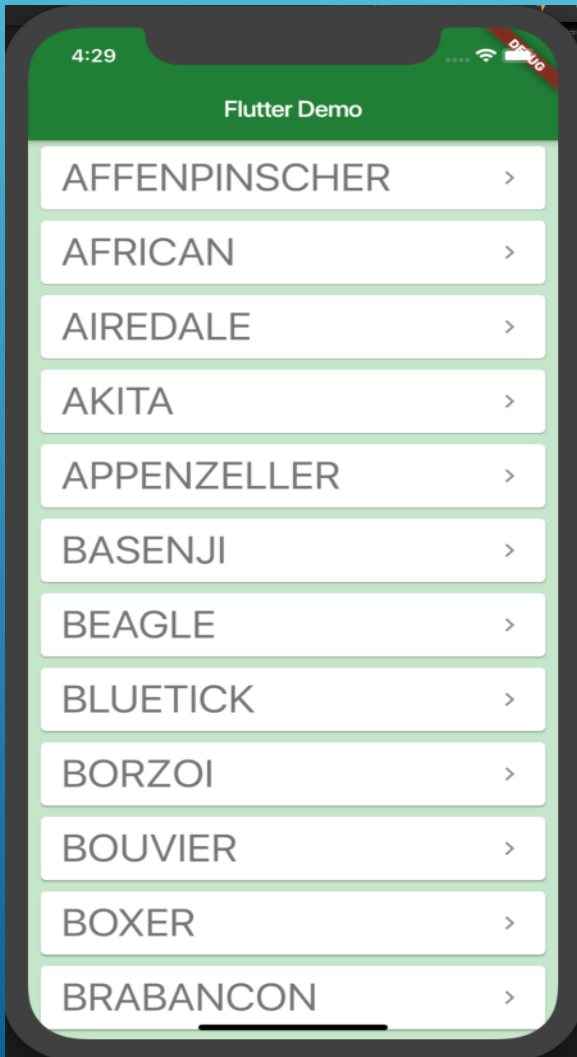 4:29
DEBUG
Flutter Demo
AFFENPINSCHER
AFRICAN
AIREDALE
AKITA
APPENZELLER
BASENJI
BEAGLE
BLUETICK
BORZOI
BOUVIER
BOXER
BRABANCON